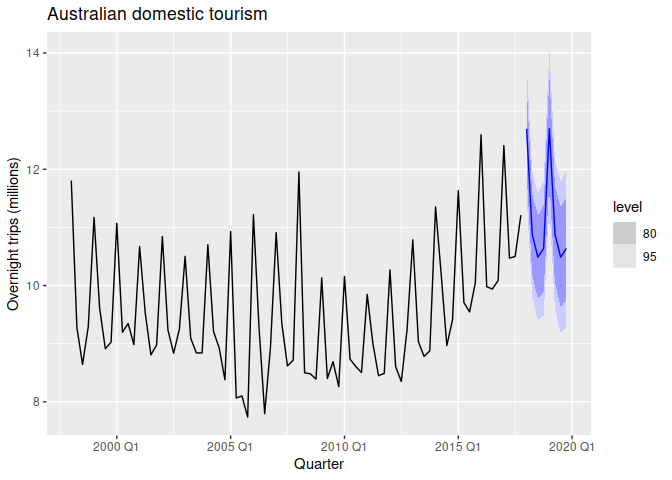 Australian domestic tourism
14
12
10
8
Overnight trips (millions)
2000 Q1 2005 Q1 2010 Q1 2015 Q1 2020 Q1
Quarter
level
80
95